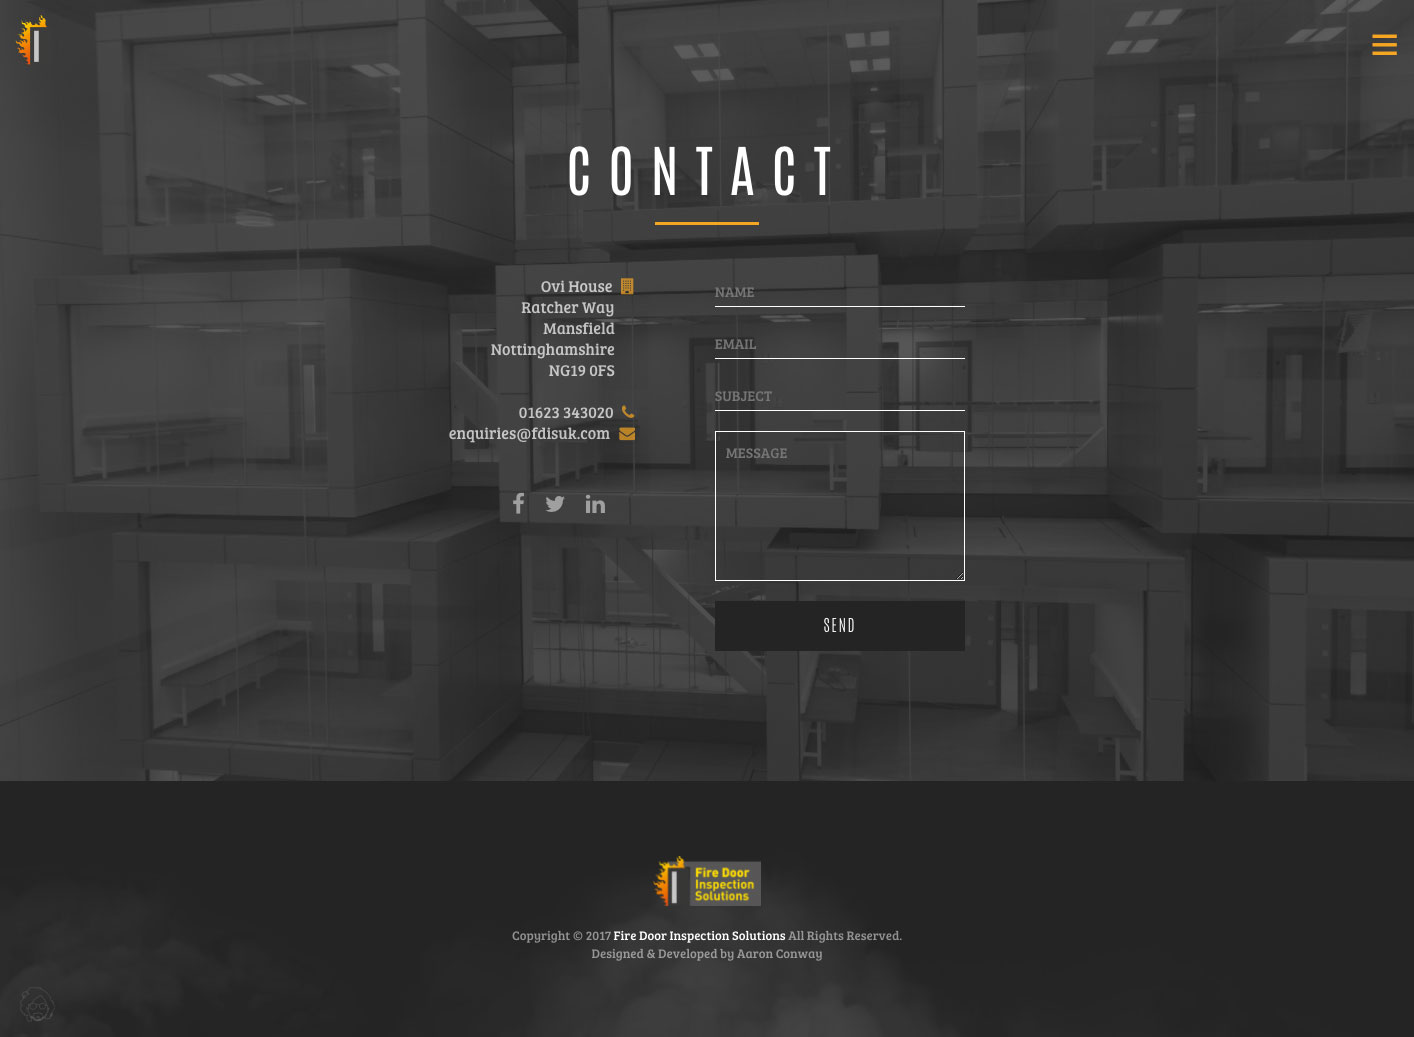 CONTACT
Ovi House
Ratcher Way
Mansfield
Nottinghamshire
NG19 0FS
01623 343020
enquiries@fdisuk.com
NAME
EMAIL
SUBJECT
MESSAGE
SEND
Fire Door
Inspection
Solutions
Copyright © 2017 Fire Door Inspection Solutions All Rights Reserved.
Designed & Developed by Aaron Conway